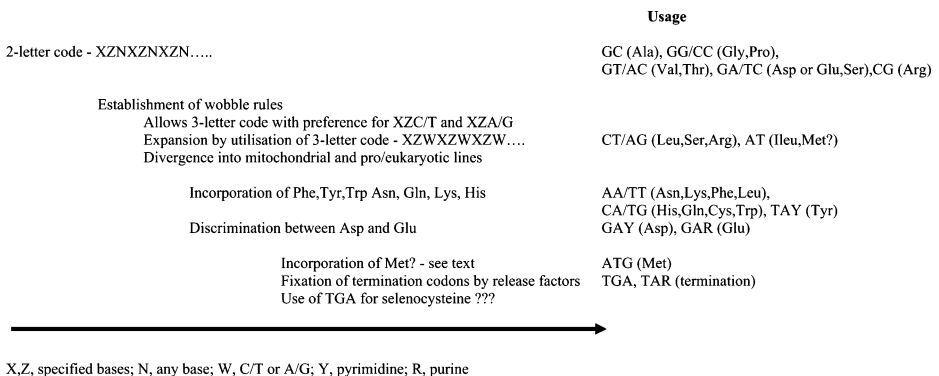 Usage
2-letter code - XZNXZNXZN….. GC (Ala), GG/CC (Gly,Pro),
GT/AC (Val,Thr), GA/TC (Asp or Glu,Ser),CG (Arg)
Establishment of wobble rules
Allows 3-letter code with preference for XZC/T and XZA/G
Expansion by utilisation of 3-letter code - XZWXZWXZW…. CT/AG (Leu,Ser,Arg), AT (Ileu,Met?)
Divergence into mitochondrial and pro/eukaryotic lines
Incorporation of Phe,Tyr,Trp Asn, Gln, Lys, His AA/TT (Asn,Lys,Phe,Leu),
CA/TG (His,Gln,Cys,Trp), TAY (Tyr)
Discrimination between Asp and Glu GAY (Asp), GAR (Glu)
Incorporation of Met? - see text ATG (Met)
Fixation of termination codons by release factors TGA, TAR (termination)
Use of TGA for selenocysteine ???
X,Z, specified bases; N, any base; W, C/T or A/G; Y, pyrimidine; R, purine